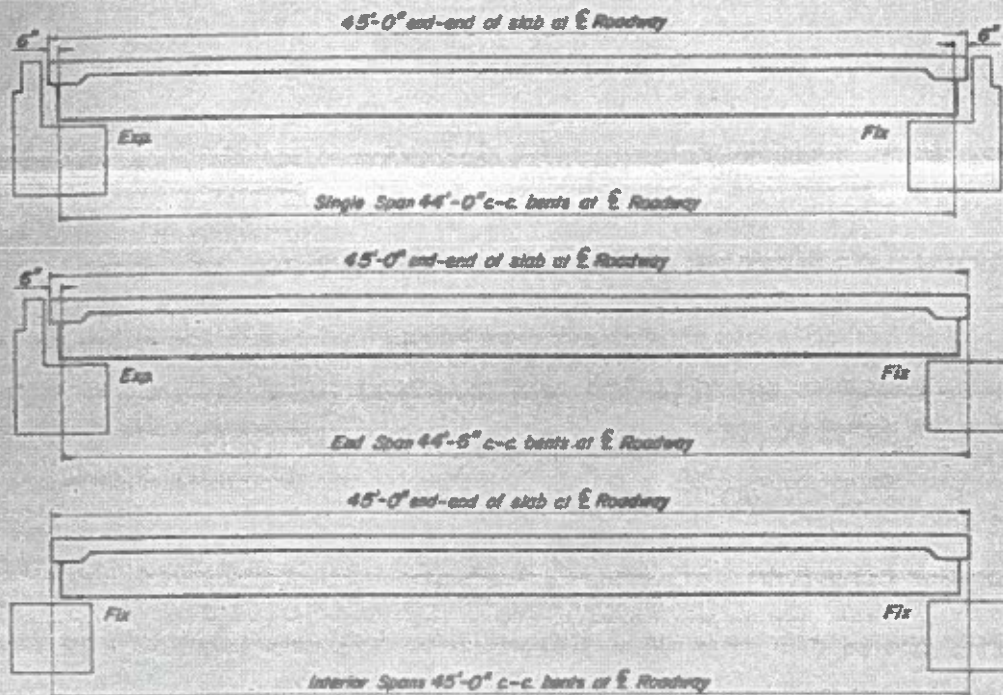 45'-0" end-end of slab at ℄ Roadway
6"
6"
Exp.
Fix
Single Span 44'-0" c-c. bents at ℄ Roadway
45'-0" end-end of slab at ℄ Roadway
6"
Exp.
Fix
End Span 44'-6" c-c. bents at ℄ Roadway
45'-0" end-end of slab at ℄ Roadway
Fix
Fix
Interior Spans 45'-0" c-c. bents at ℄ Roadway